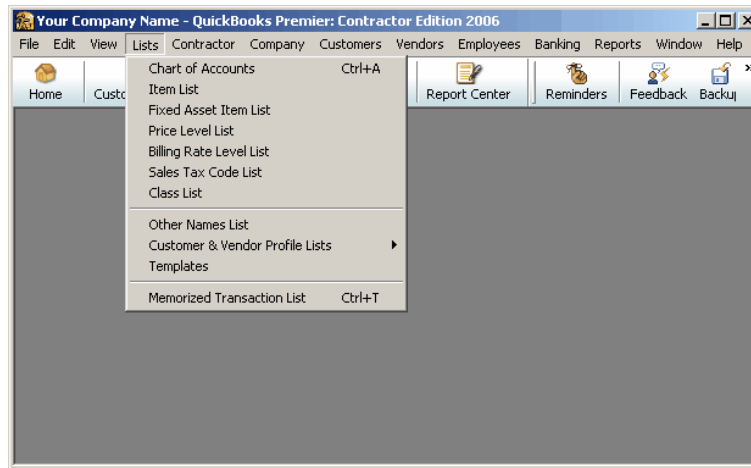 Your Company Name - QuickBooks Premier: Contractor Edition 2006
File Edit View Lists Contractor Company Customers Vendors Employees Banking Reports Window Help
Home Custo Report Center Reminders Feedback Backup
Chart of Accounts Ctrl+A
Item List
Fixed Asset Item List
Price Level List
Billing Rate Level List
Sales Tax Code List
Class List
Other Names List
Customer & Vendor Profile Lists
Templates
Memorized Transaction List Ctrl+T